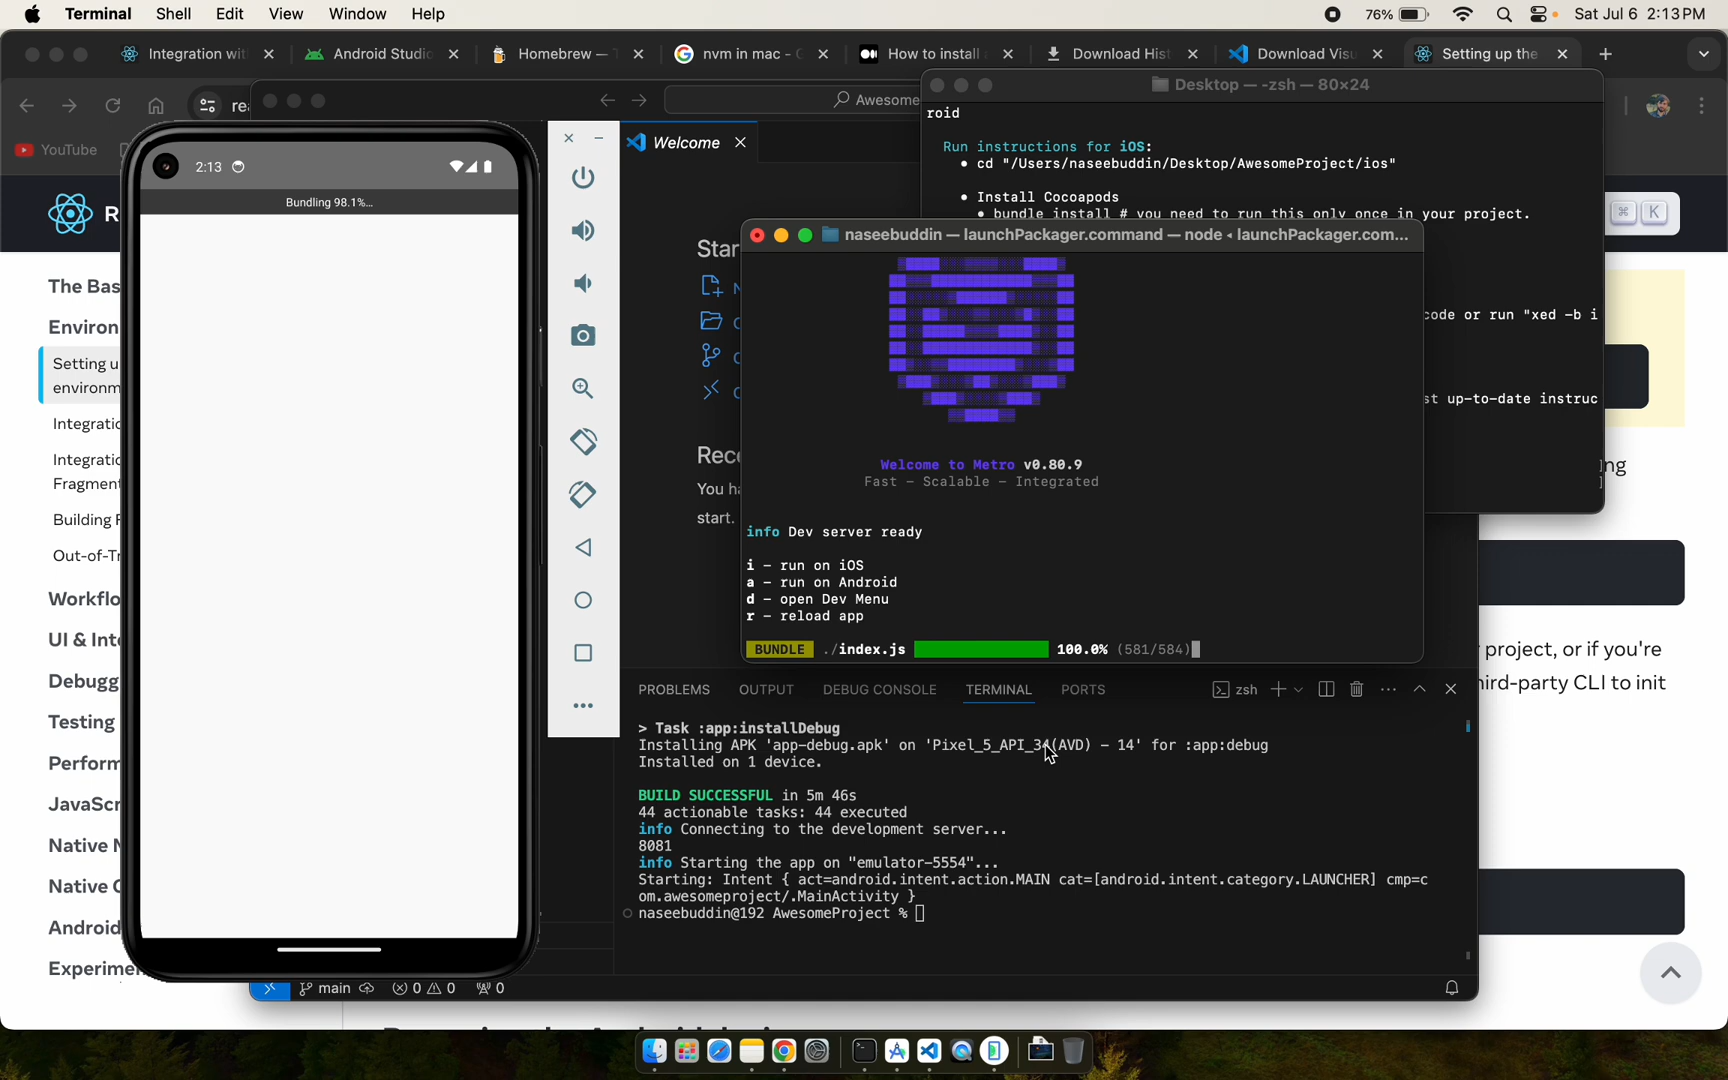 Terminal Shell Edit View Window Help
76% Sat Jul 6 2:13 PM
Integration wit
Android Studio
Homebrew —
nvm in mac -
How to install
Download Hist
Download Visu
Setting up the
re
Awesome
YouTube
Desktop — -zsh — 80×24
roid
Run instructions for iOS:
• cd "/Users/naseebuddin/Desktop/AwesomeProject/ios"
• Install Cocoapods
• bundle install # you need to run this only once in your project.
code or run "xed -b i
st up-to-date instruc
Welcome
R
⌘ K
2:13
Bundling 98.1%...
naseebuddin — launchPackager.command — node ◂ launchPackager.com...
Welcome to Metro v0.80.9
Fast - Scalable - Integrated
info Dev server ready
i - run on iOS
a - run on Android
d - open Dev Menu
r - reload app
BUNDLE ./index.js 100.0% (581/584)
Star
Rece
You ha
start.
The Bas
Environ
Setting u
environm
Integratic
Integratic
Fragment
Building F
Out-of-Tr
Workflo
UI & Inte
Debugg
Testing
Perform
JavaScr
Native M
Native C
Android
Experimen
ng
project, or if you're
hird-party CLI to init
PROBLEMS OUTPUT DEBUG CONSOLE TERMINAL PORTS zsh
> Task :app:installDebug
Installing APK 'app-debug.apk' on 'Pixel_5_API_34(AVD) - 14' for :app:debug
Installed on 1 device.
BUILD SUCCESSFUL in 5m 46s
44 actionable tasks: 44 executed
info Connecting to the development server...
8081
info Starting the app on "emulator-5554"...
Starting: Intent { act=android.intent.action.MAIN cat=[android.intent.category.LAUNCHER] cmp=c
om.awesomeproject/.MainActivity }
naseebuddin@192 AwesomeProject %
main 0 0 0